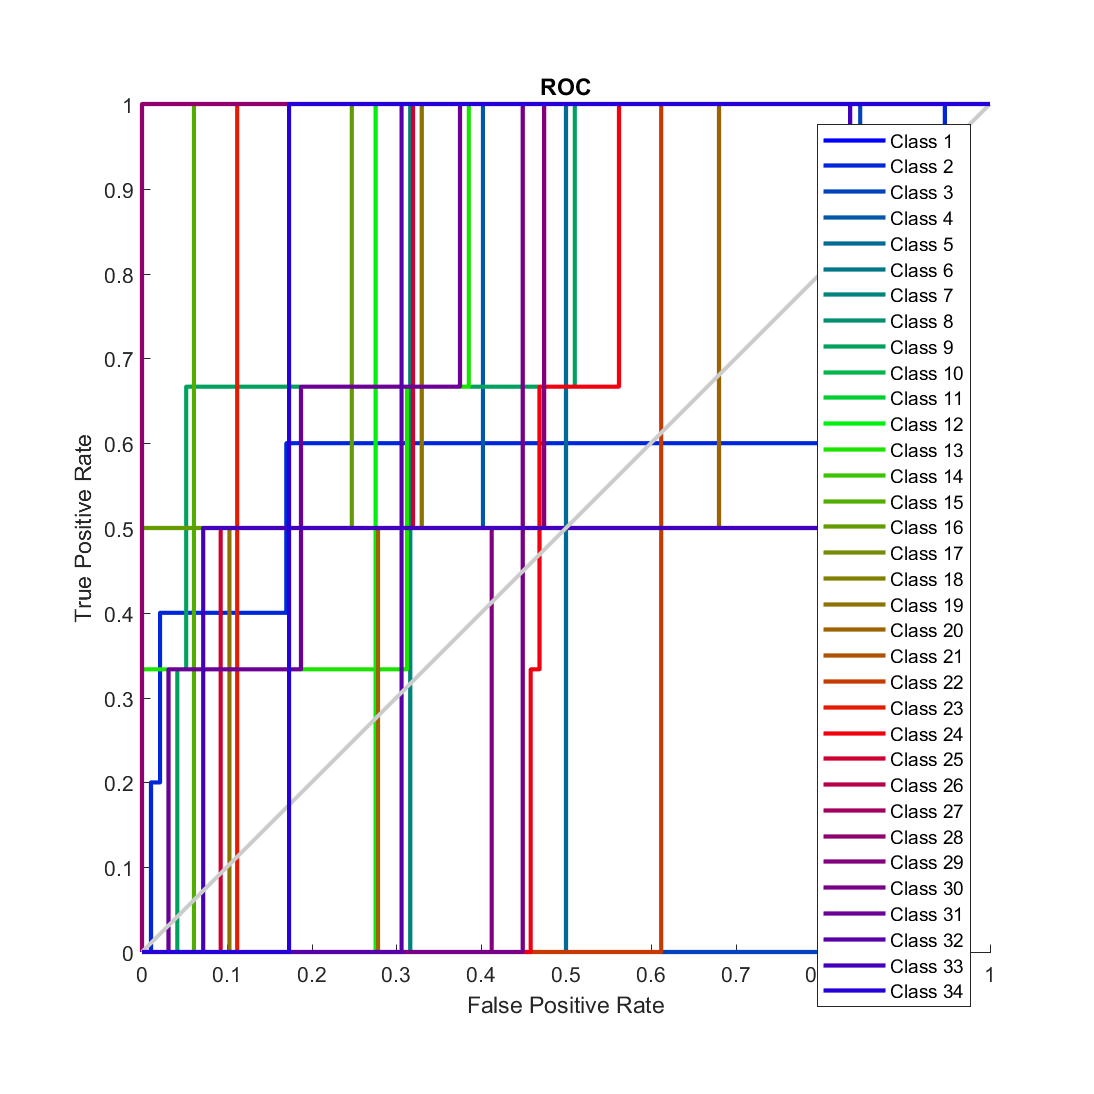 ROC
True Positive Rate
1
0.9
0.8
0.7
0.6
0.5
0.4
0.3
0.2
0.1
0
0 0.1 0.2 0.3 0.4 0.5 0.6 0.7 1
False Positive Rate
Class 1
Class 2
Class 3
Class 4
Class 5
Class 6
Class 7
Class 8
Class 9
Class 10
Class 11
Class 12
Class 13
Class 14
Class 15
Class 16
Class 17
Class 18
Class 19
Class 20
Class 21
Class 22
Class 23
Class 24
Class 25
Class 26
Class 27
Class 28
Class 29
Class 30
Class 31
Class 32
Class 33
Class 34